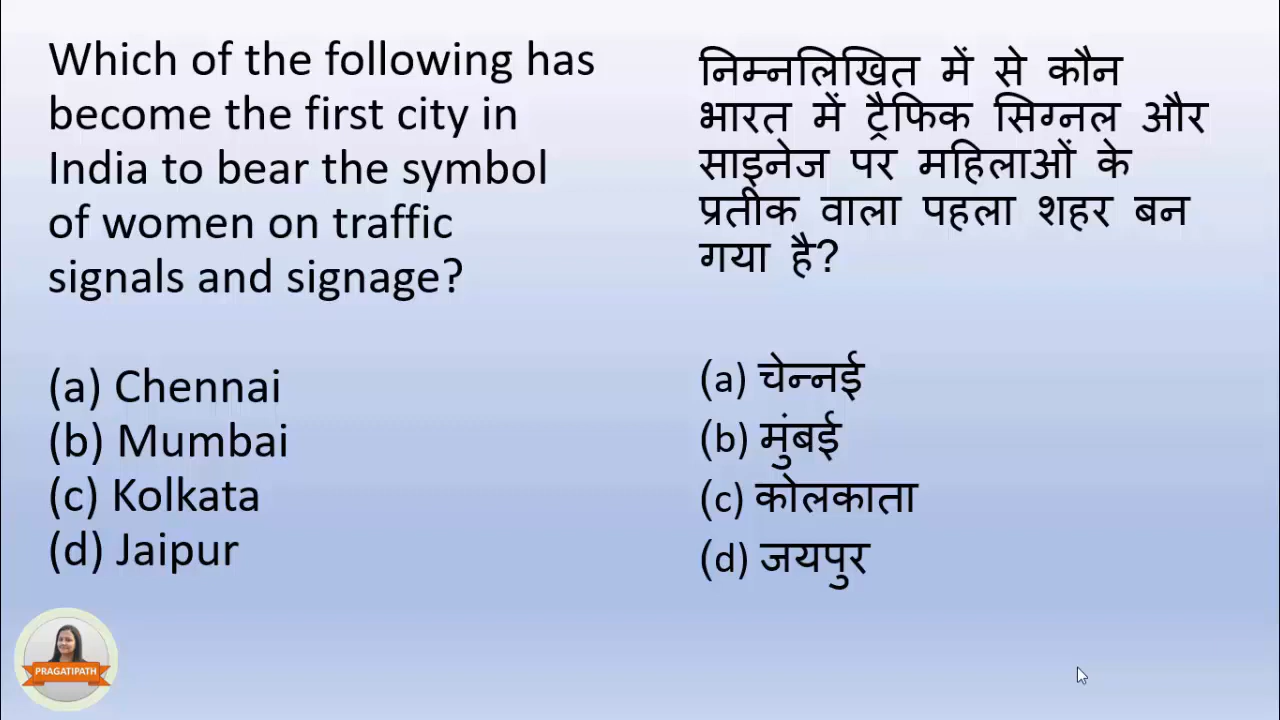 Which of the following has
become the first city in
India to bear the symbol
of women on traffic
signals and signage?
(a) Chennai
(b) Mumbai
(c) Kolkata
(d) Jaipur
निम्नलिखित में से कौन
भारत में ट्रैफिक सिग्नल और
साइनेज पर महिलाओं के
प्रतीक वाला पहला शहर बन
गया है?
(a) चेन्नई
(b) मुंबई
(c) कोलकाता
(d) जयपुर
PRAGATIPATH